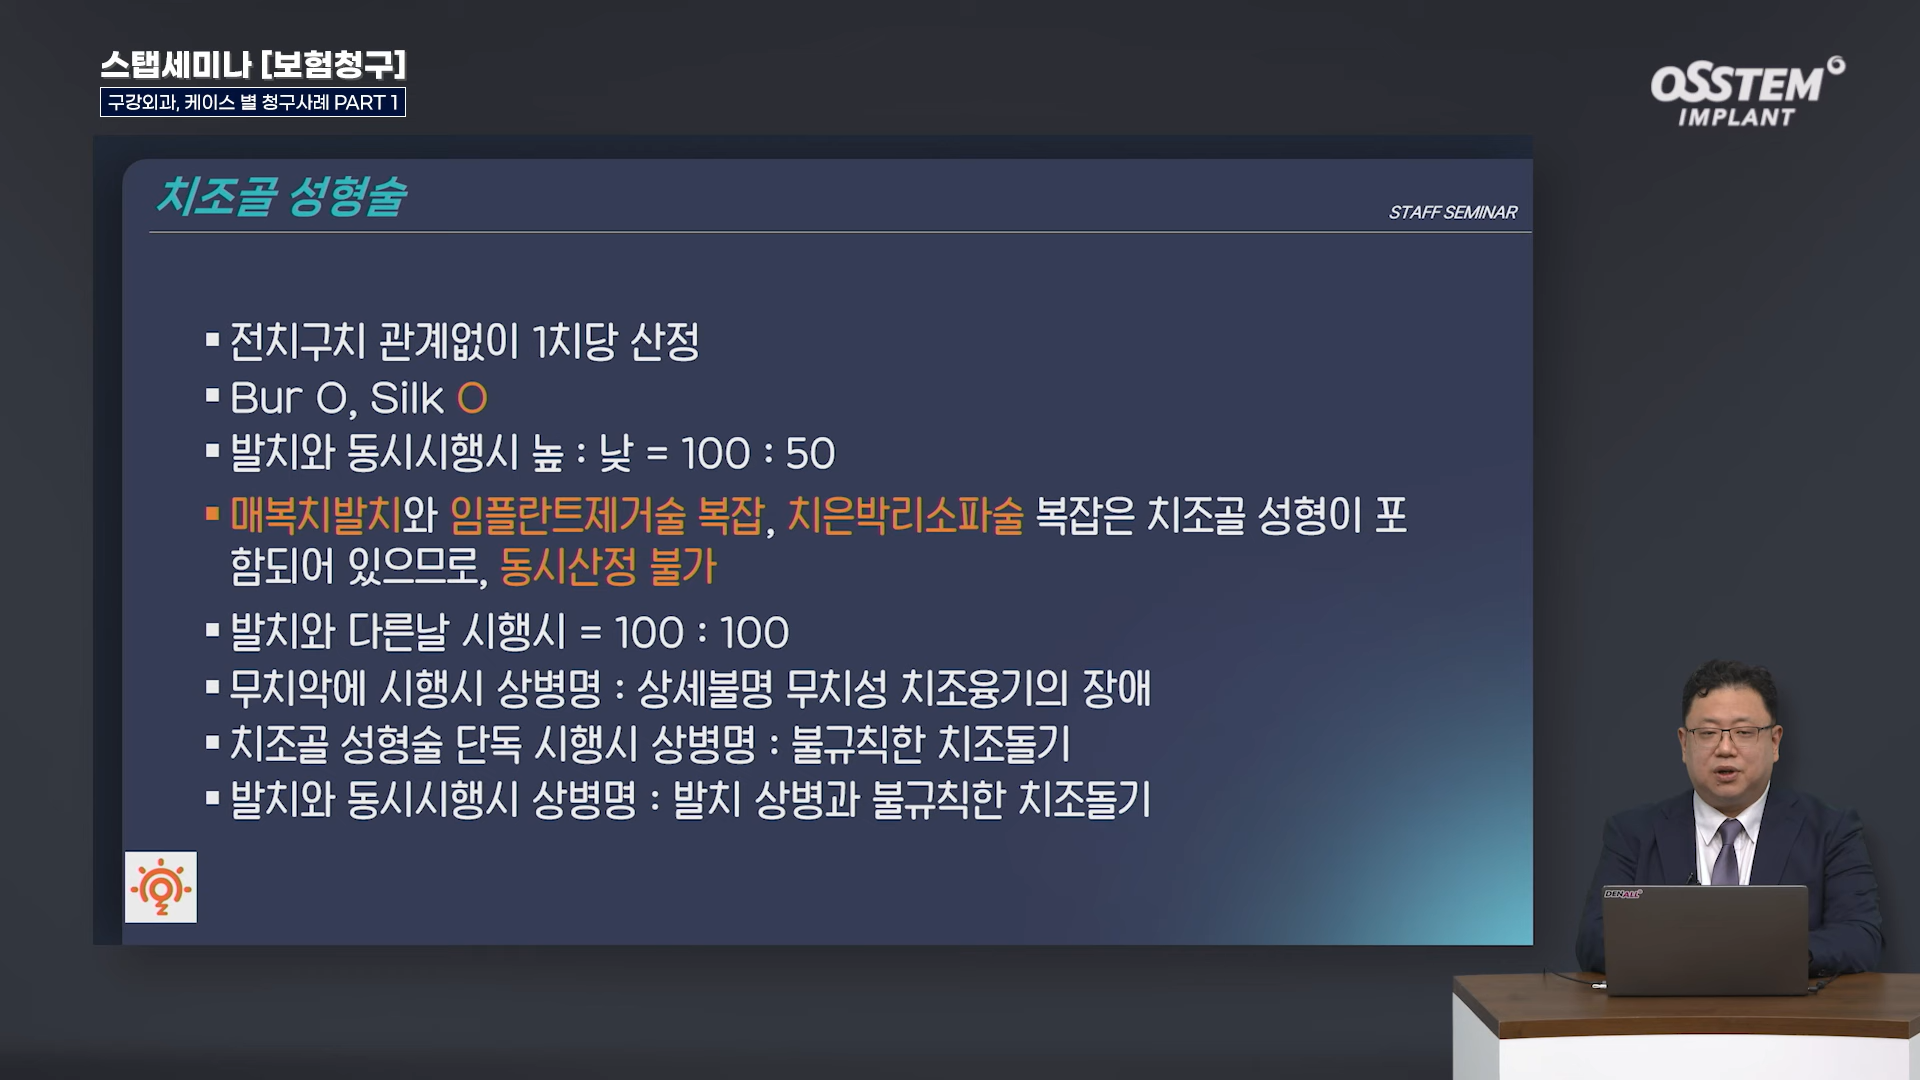 스탭세미나 [보험청구]
구강외과, 케이스 별 청구사례 PART 1
OSSTEM
IMPLANT
치조골 성형술
STAFF SEMINAR
▪ 전치구치 관계없이 1치당 산정
▪ Bur O, Silk O
▪ 발치와 동시시행시 높 : 낮 = 100 : 50
▪ 매복치발치와 임플란트제거술 복잡, 치은박리소파술 복잡은 치조골 성형이 포
함되어 있으므로, 동시산정 불가
▪ 발치와 다른날 시행시 = 100 : 100
▪ 무치악에 시행시 상병명 : 상세불명 무치성 치조융기의 장애
▪ 치조골 성형술 단독 시행시 상병명 : 불규칙한 치조돌기
▪ 발치와 동시시행시 상병명 : 발치 상병과 불규칙한 치조돌기
DENALL